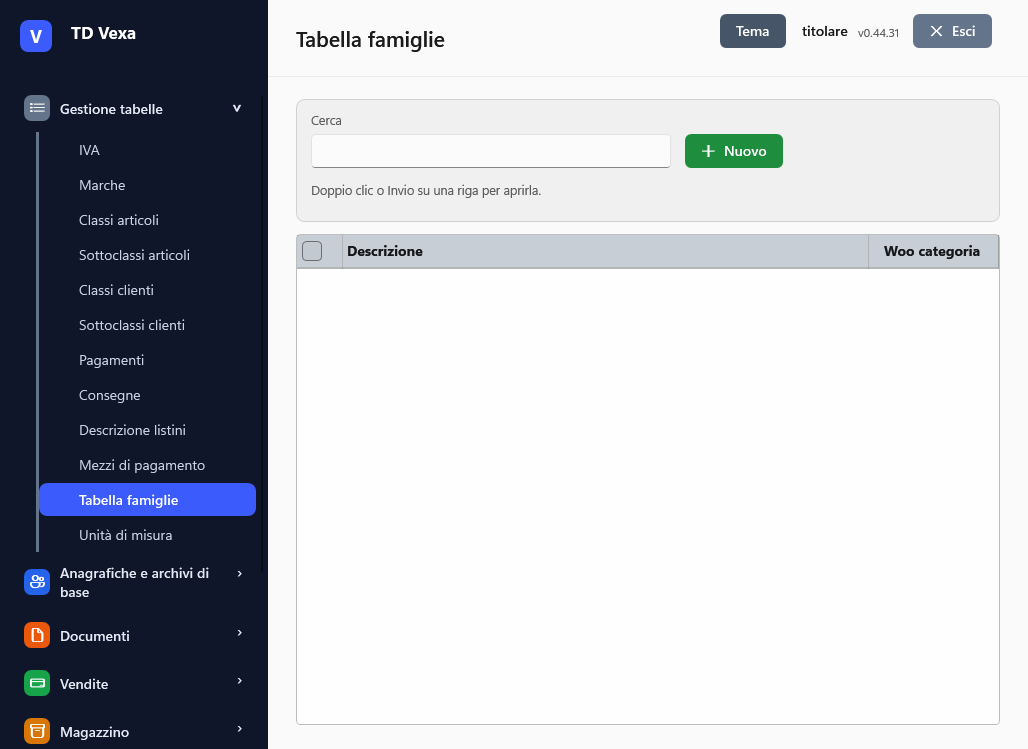 V TD Vexa
Gestione tabelle
IVA
Marche
Classi articoli
Sottoclassi articoli
Classi clienti
Sottoclassi clienti
Pagamenti
Consegne
Descrizione listini
Mezzi di pagamento
Tabella famiglie
Unità di misura
Anagrafiche e archivi di
base
Documenti
Vendite
Magazzino
Tabella famiglie
Tema titolare v0.44.31 Esci
Cerca
Nuovo
Doppio clic o Invio su una riga per aprirla.
Descrizione Woo categoria